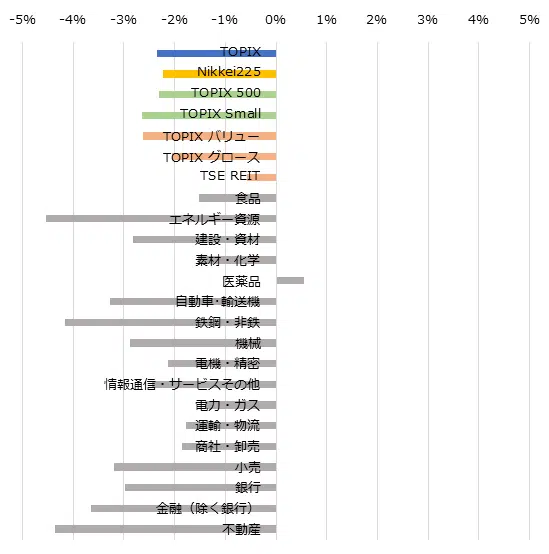 -5% -4% -3% -2% -1% 0% 1% 2% 3% 4% 5%
TOPIX
Nikkei225
TOPIX 500
TOPIX Small
TOPIX バリュー
TOPIX グロース
TSE REIT
食品
エネルギー資源
建設・資材
素材・化学
医薬品
自動車･輸送機
鉄鋼・非鉄
機械
電機・精密
情報通信・サービスその他
電力・ガス
運輸・物流
商社・卸売
小売
銀行
金融（除く銀行）
不動産